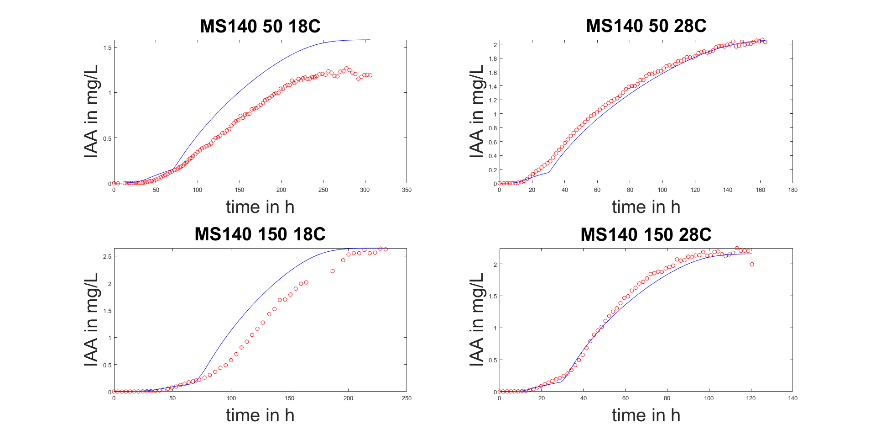 MS140 50 18C
1.5
1
0.5
0
IAA in mg/L
0 50 100 150 200 250 300 350
time in h
MS140 50 28C
2
1.8
1.6
1.4
1.2
1
0.8
0.6
0.4
0.2
0
IAA in mg/L
0 20 40 60 80 100 120 140 160 180
time in h
MS140 150 18C
2.5
2
1.5
1
0.5
0
IAA in mg/L
0 50 100 150 200 250
time in h
MS140 150 28C
2
1.5
1
0.5
0
IAA in mg/L
0 20 40 60 80 100 120 140
time in h